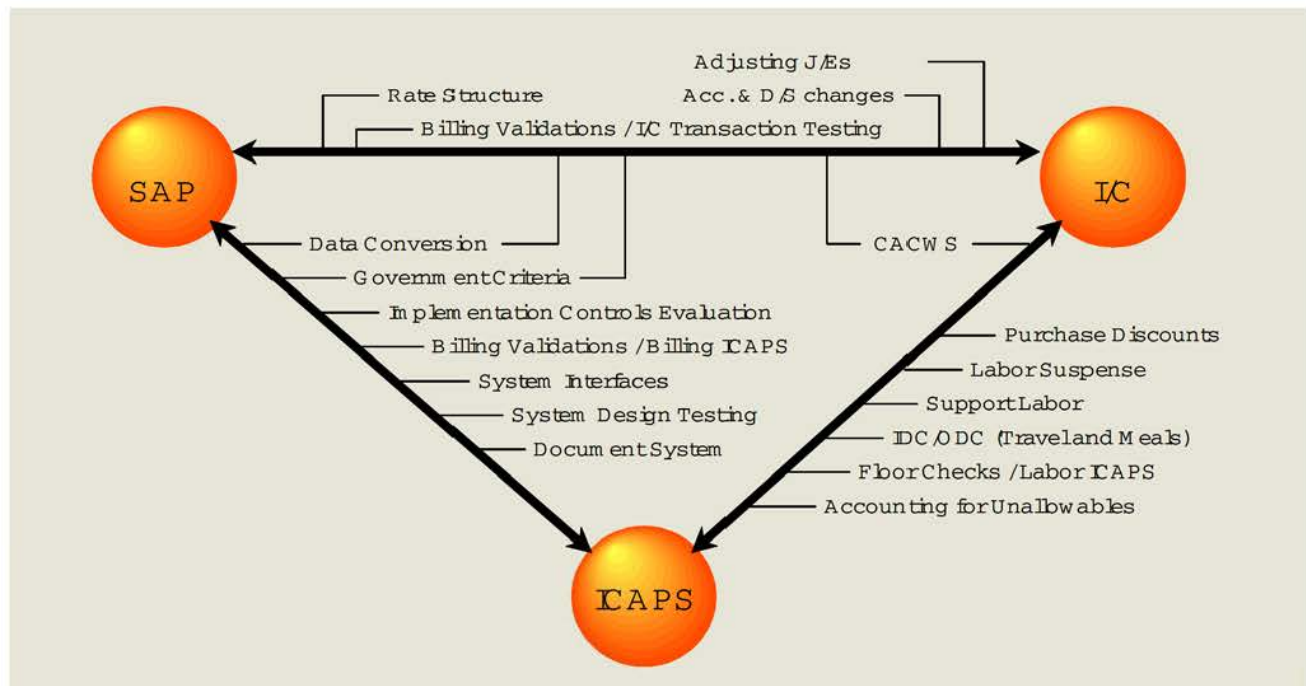 Adjusting J/Es
Rate Structure
Acc. & D/S changes
Billing Validations / I/C Transaction Testing
SAP
I/C
Data Conversion
CACWS
Government Criteria
Implementation Controls Evaluation
Purchase Discounts
Billing Validations / Billing ICAPS
Labor Suspense
System Interfaces
Support Labor
System Design Testing
IDC/ODC (Travel and Meals)
Document System
Floor Checks / Labor ICAPS
Accounting for Unallowables
ICAPS